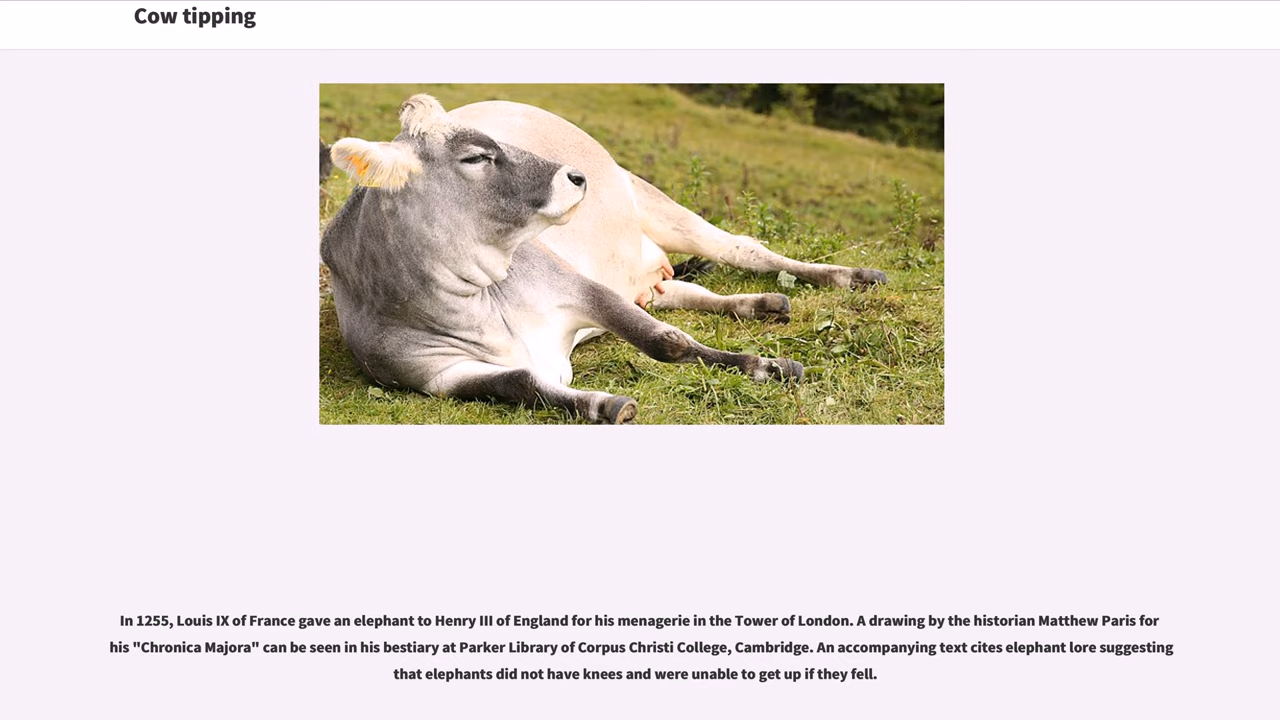 Cow tipping
In 1255, Louis IX of France gave an elephant to Henry III of England for his menagerie in the Tower of London. A drawing by the historian Matthew Paris for
his "Chronica Majora" can be seen in his bestiary at Parker Library of Corpus Christi College, Cambridge. An accompanying text cites elephant lore suggesting
that elephants did not have knees and were unable to get up if they fell.